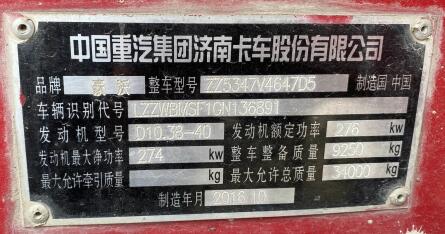 中国重汽集团济南卡车股份有限公司
品牌 豪沃 整车型号 ZZ5347V4647D5 制造国 中国
车辆识别代号 LZZWBMSF1GN136891
发动机型号 D10.38-40 发动机额定功率 276 kw
发动机最大净功率 274 kw 整车整备质量 9250 kg
最大允许牵引质量 kg 最大允许总质量 34000 kg
制造年月 2016.10